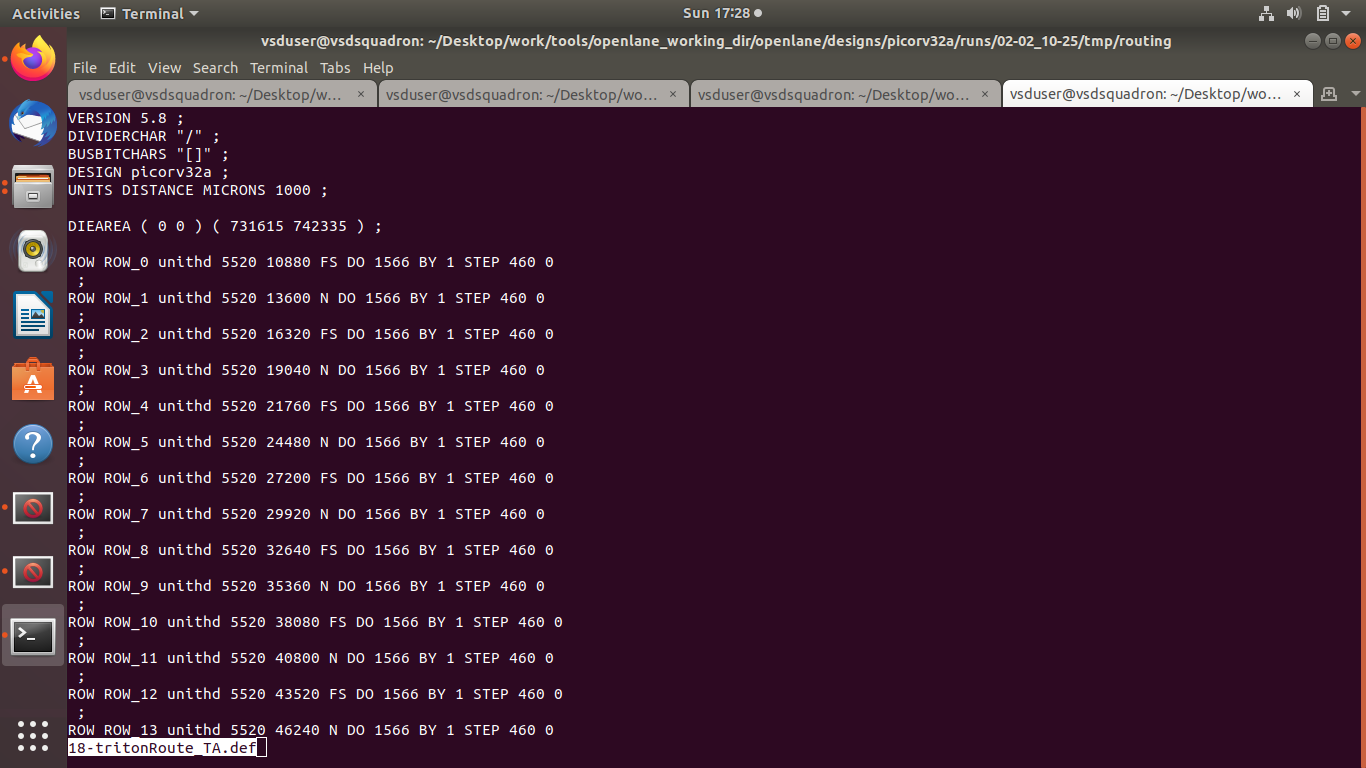 Activities Terminal Sun 17:28
vsduser@vsdsquadron: ~/Desktop/work/tools/openlane_working_dir/openlane/designs/picorv32a/runs/02-02_10-25/tmp/routing
File Edit View Search Terminal Tabs Help
vsduser@vsdsquadron: ~/Desktop/w... × vsduser@vsdsquadron: ~/Desktop/wo... × vsduser@vsdsquadron: ~/Desktop/wo... × vsduser@vsdsquadron: ~/Desktop/wo... ×
VERSION 5.8 ;
DIVIDERCHAR "/" ;
BUSBITCHARS "[]" ;
DESIGN picorv32a ;
UNITS DISTANCE MICRONS 1000 ;
DIEAREA ( 0 0 ) ( 731615 742335 ) ;
ROW ROW_0 unithd 5520 10880 FS DO 1566 BY 1 STEP 460 0
;
ROW ROW_1 unithd 5520 13600 N DO 1566 BY 1 STEP 460 0
;
ROW ROW_2 unithd 5520 16320 FS DO 1566 BY 1 STEP 460 0
;
ROW ROW_3 unithd 5520 19040 N DO 1566 BY 1 STEP 460 0
;
ROW ROW_4 unithd 5520 21760 FS DO 1566 BY 1 STEP 460 0
;
ROW ROW_5 unithd 5520 24480 N DO 1566 BY 1 STEP 460 0
;
ROW ROW_6 unithd 5520 27200 FS DO 1566 BY 1 STEP 460 0
;
ROW ROW_7 unithd 5520 29920 N DO 1566 BY 1 STEP 460 0
;
ROW ROW_8 unithd 5520 32640 FS DO 1566 BY 1 STEP 460 0
;
ROW ROW_9 unithd 5520 35360 N DO 1566 BY 1 STEP 460 0
;
ROW ROW_10 unithd 5520 38080 FS DO 1566 BY 1 STEP 460 0
;
ROW ROW_11 unithd 5520 40800 N DO 1566 BY 1 STEP 460 0
;
ROW ROW_12 unithd 5520 43520 FS DO 1566 BY 1 STEP 460 0
;
ROW ROW_13 unithd 5520 46240 N DO 1566 BY 1 STEP 460 0
18-tritonRoute_TA.def